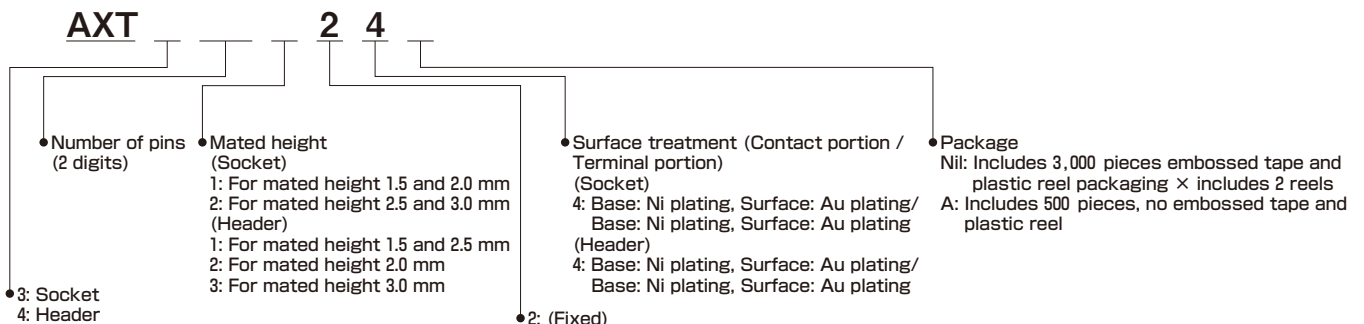 AXT 2 4
Number of pins
(2 digits)
Mated height
(Socket)
1: For mated height 1.5 and 2.0 mm
2: For mated height 2.5 and 3.0 mm
(Header)
1: For mated height 1.5 and 2.5 mm
2: For mated height 2.0 mm
3: For mated height 3.0 mm
Surface treatment (Contact portion /
Terminal portion)
(Socket)
4: Base: Ni plating, Surface: Au plating/
Base: Ni plating, Surface: Au plating
(Header)
4: Base: Ni plating, Surface: Au plating/
Base: Ni plating, Surface: Au plating
Package
Nil: Includes 3,000 pieces embossed tape and
plastic reel packaging × includes 2 reels
A: Includes 500 pieces, no embossed tape and
plastic reel
3: Socket
4: Header
2: (Fixed)